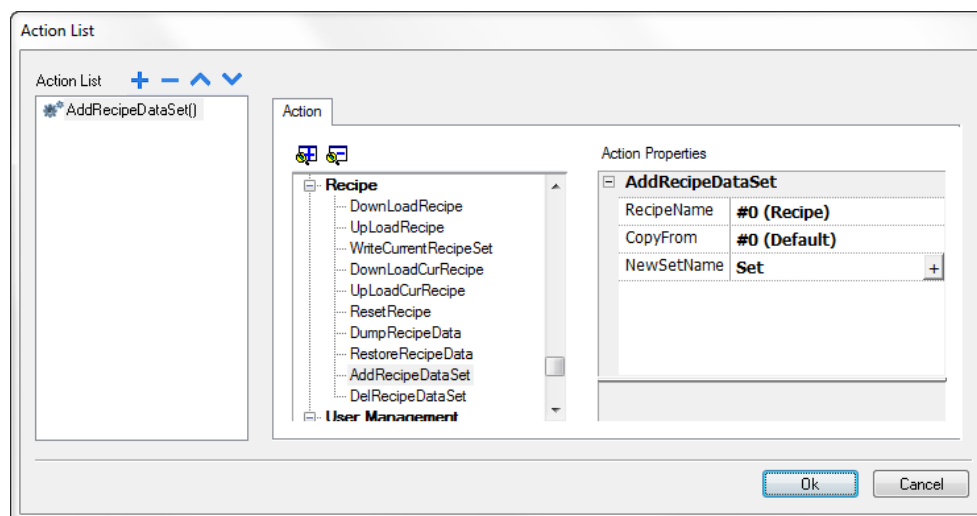 Action List
Action List
AddRecipeDataSet()
Action
Recipe
DownLoadRecipe
UpLoadRecipe
WriteCurrentRecipeSet
DownLoadCurRecipe
UpLoadCurRecipe
ResetRecipe
DumpRecipeData
RestoreRecipeData
AddRecipeDataSet
DelRecipeDataSet
User Management
Action Properties
AddRecipeDataSet
RecipeName #0 (Recipe)
CopyFrom #0 (Default)
NewSetName Set +
Ok Cancel